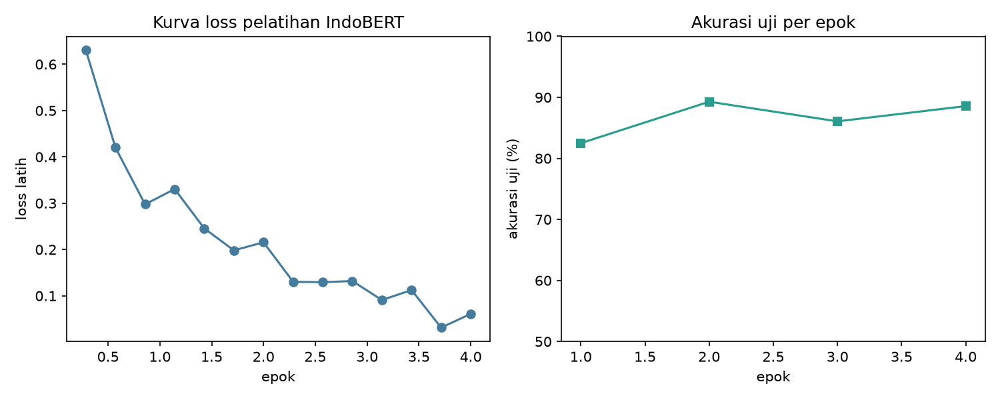 Kurva loss pelatihan IndoBERT
loss latih
0.6
0.5
0.4
0.3
0.2
0.1
0.5 1.0 1.5 2.0 2.5 3.0 3.5 4.0
epok
Akurasi uji per epok
akurasi uji (%)
100
90
80
70
60
50
1.0 1.5 2.0 2.5 3.0 3.5 4.0
epok